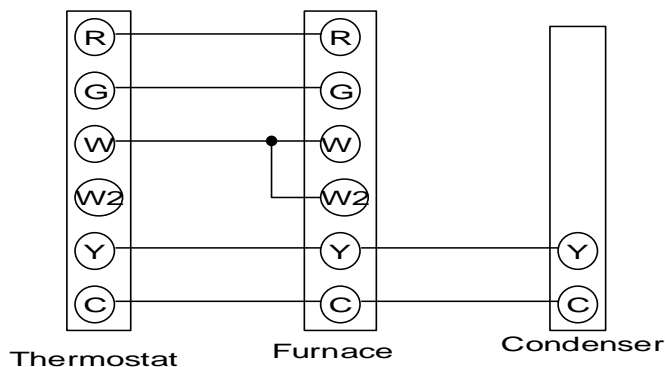 R R
G G
W W
W2 W2
Y Y Y
C C C
Thermostat Furnace Condenser